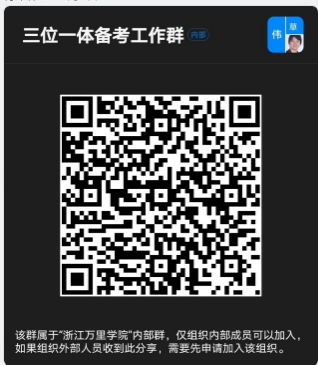 三位一体备考工作群 内部
伟 草
该群属于“浙江万里学院”内部群，仅组织内部成员可以加入，
如果组织外部人员收到此分享，需要先申请加入该组织。